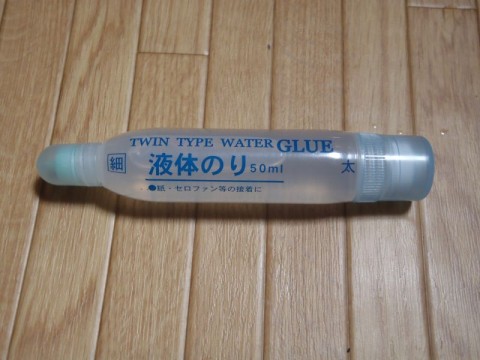 TWIN TYPE WATER GLUE
細
液体のり 50ml
太
●紙・セロファン等の接着に